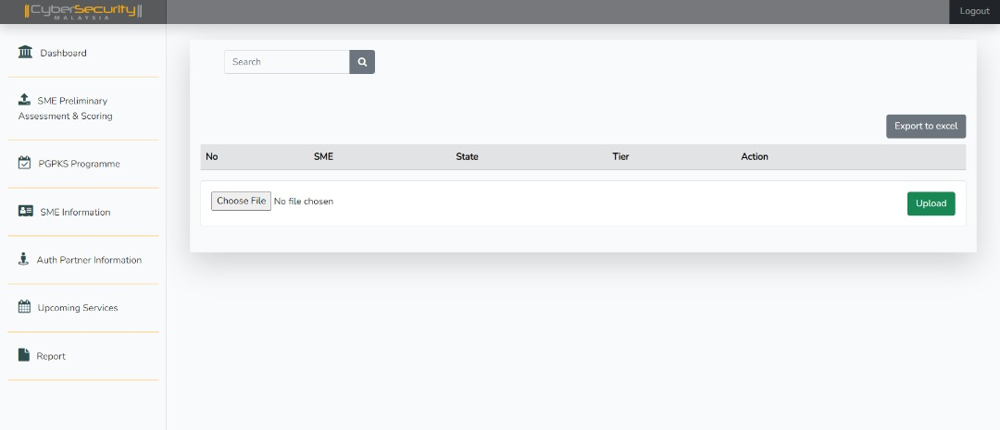 CyberSecurity
MALAYSIA
Logout
Dashboard
SME Preliminary
Assessment & Scoring
PGPKS Programme
SME Information
Auth Partner Information
Upcoming Services
Report
Search
Export to excel
No SME State Tier Action
Choose File No file chosen
Upload